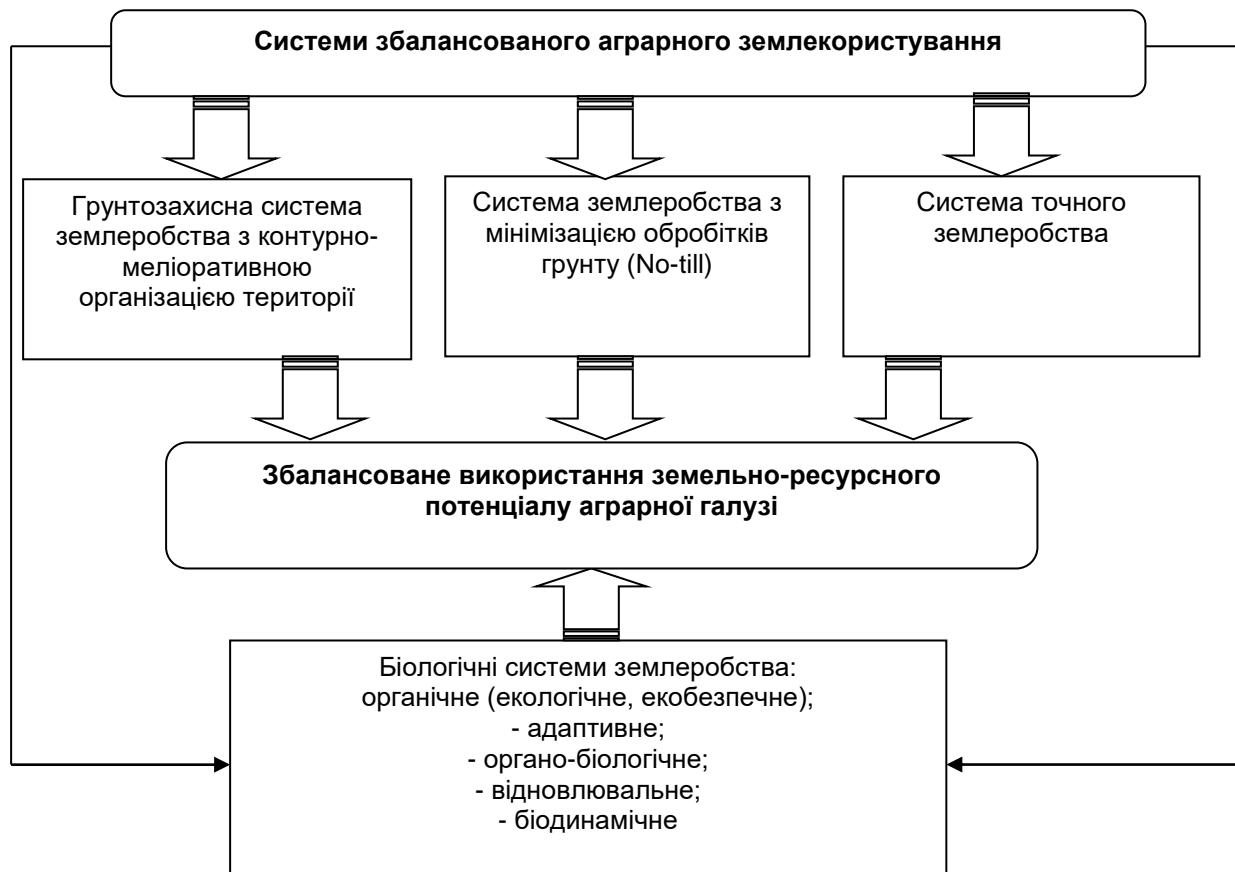 Системи збалансованого аграрного землекористування
Грунтозахисна система
землеробства з контурно-
меліоративною
організацією території
Система землеробства з
мінімізацією обробітків
грунту (No-till)
Система точного
землеробства
Збалансоване використання земельно-ресурсного
потенціалу аграрної галузі
Біологічні системи землеробства:
органічне (екологічне, екобезпечне);
- адаптивне;
- органо-біологічне;
- відновлювальне;
- біодинамічне